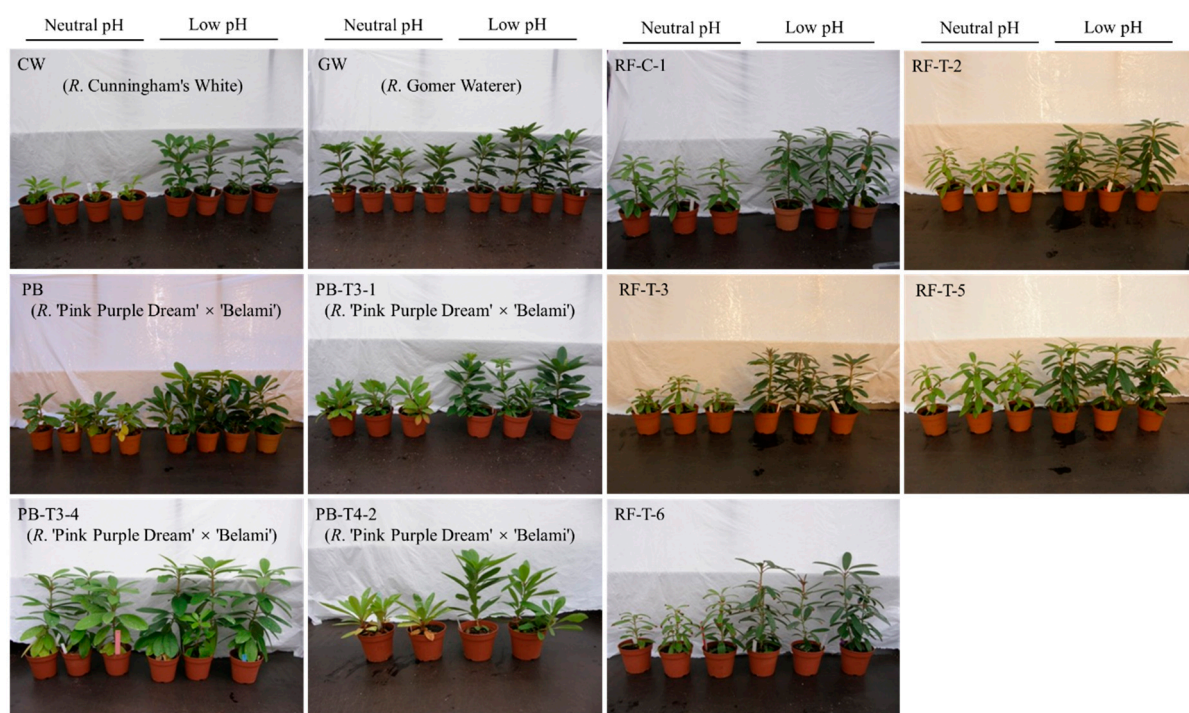 Neutral pH Low pH Neutral pH Low pH Neutral pH Low pH Neutral pH Low pH
CW
(R. Cunningham's White)
GW
(R. Gomer Waterer)
RF-C-1
RF-T-2
PB
(R. 'Pink Purple Dream' × 'Belami')
PB-T3-1
(R. 'Pink Purple Dream' × 'Belami')
RF-T-3
RF-T-5
PB-T3-4
(R. 'Pink Purple Dream' × 'Belami')
PB-T4-2
(R. 'Pink Purple Dream' × 'Belami')
RF-T-6